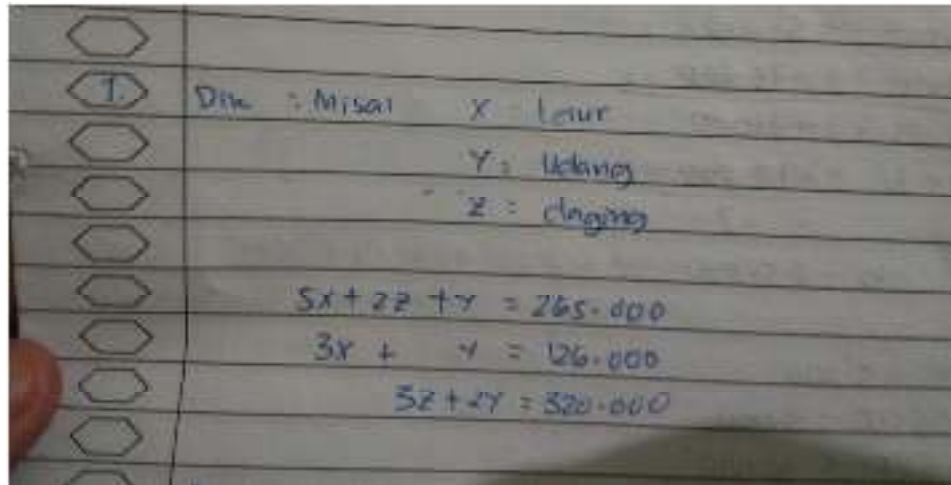 1. Dik : Misal X Telur
Y : Udang
Z : daging
5x + 2z + y = 265.000
3x + y = 126.000
3z + 2y = 320.000